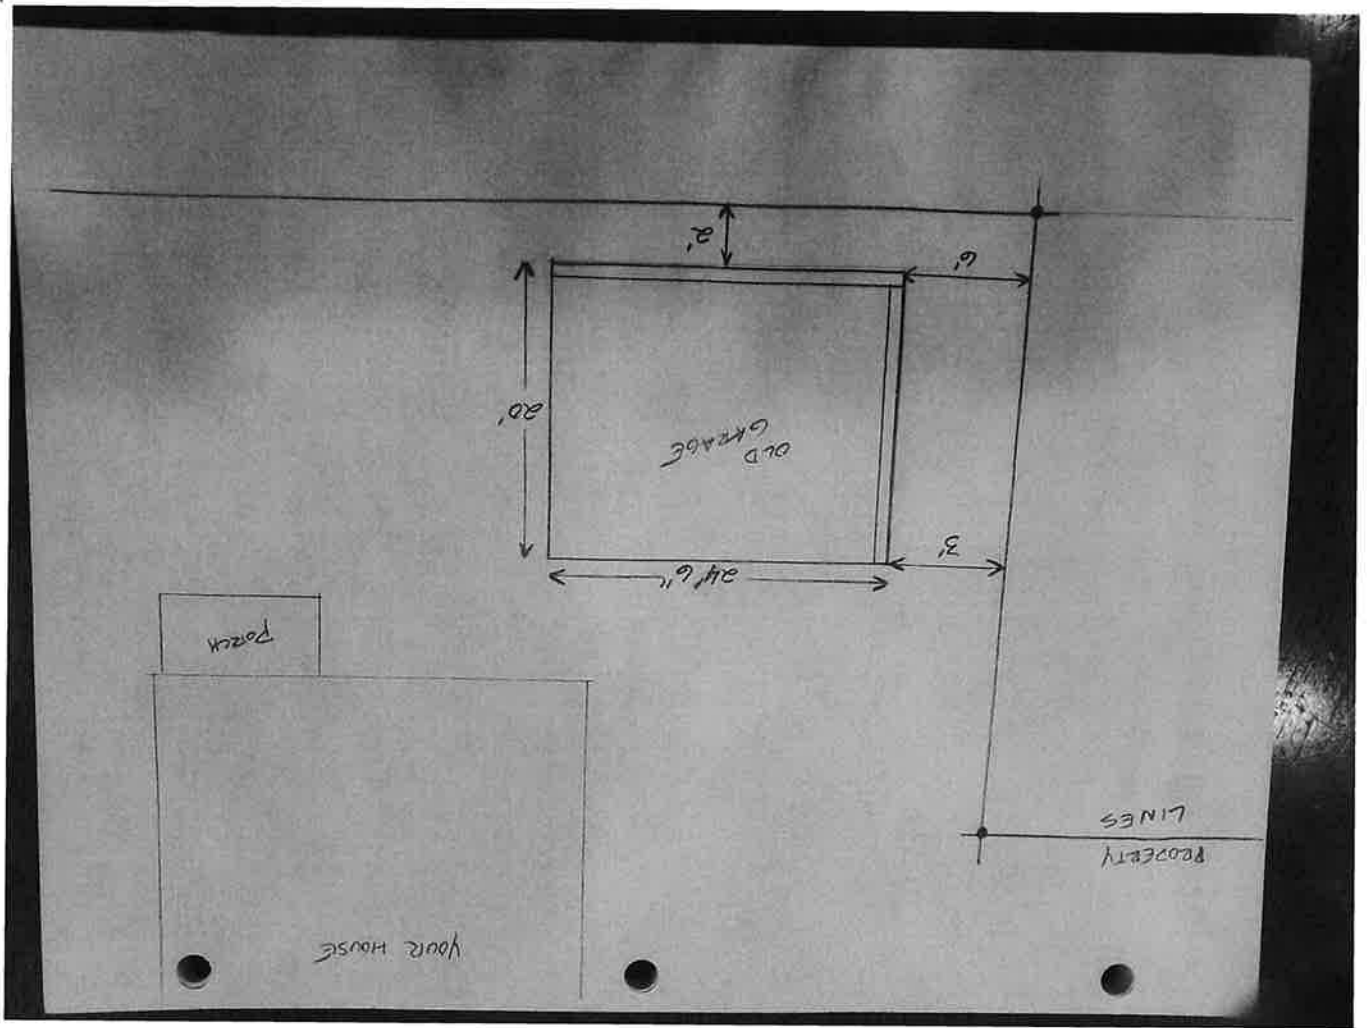 YOUR HOUSE
PROPERTY
LINES
PORCH
24' 6"
3'
OLD
GARAGE
20'
6'
2'